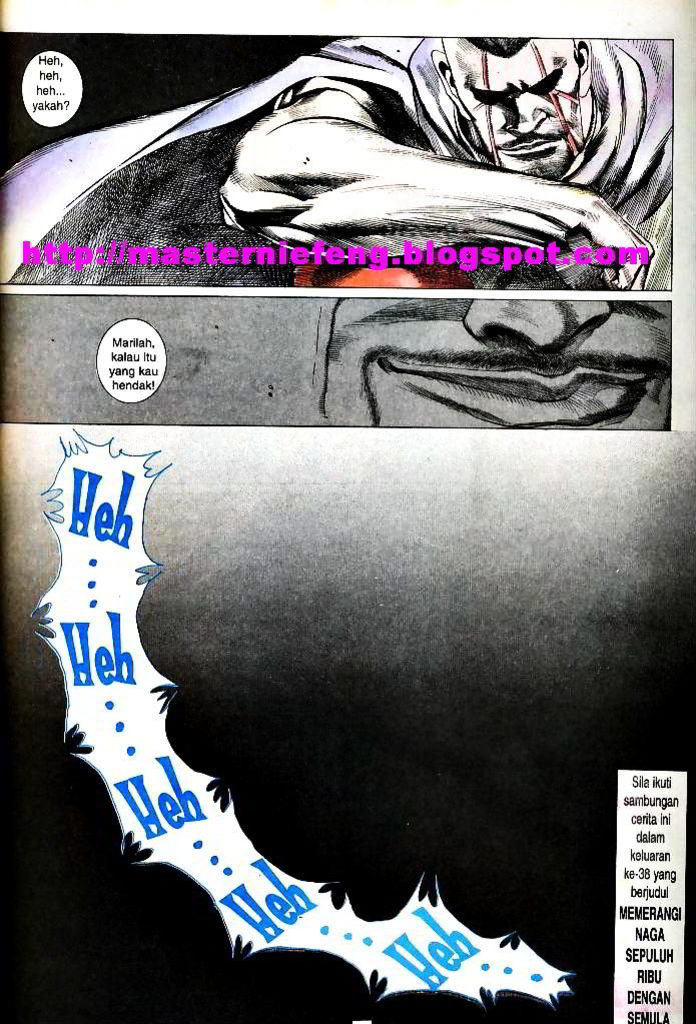 Heh,
heh,
heh...
yakah?
http://masterniefeng.blogspot.com
Marilah,
kalau itu
yang kau
hendak!
Heh
...
Heh
...
Heh
...
Heh
...
Heh
...
Sila ikuti
sambungan
cerita ini
dalam
keluaran
ke-38 yang
berjudul
MEMERANGI
NAGA
SEPULUH
RIBU
DENGAN
SEMULA